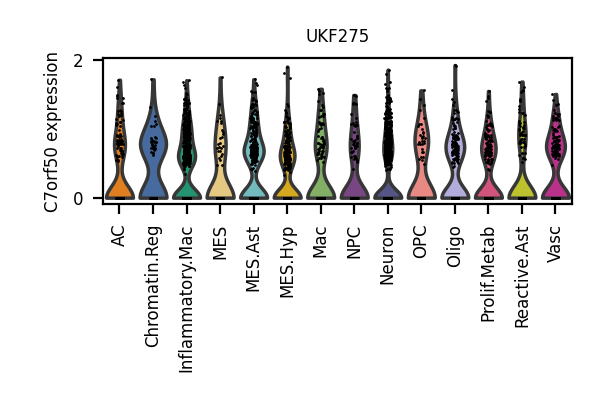 UKF275
C7orf50 expression
2
0
AC
Chromatin.Reg
Inflammatory.Mac
MES
MES.Ast
MES.Hyp
Mac
NPC
Neuron
OPC
Oligo
Prolif.Metab
Reactive.Ast
Vasc